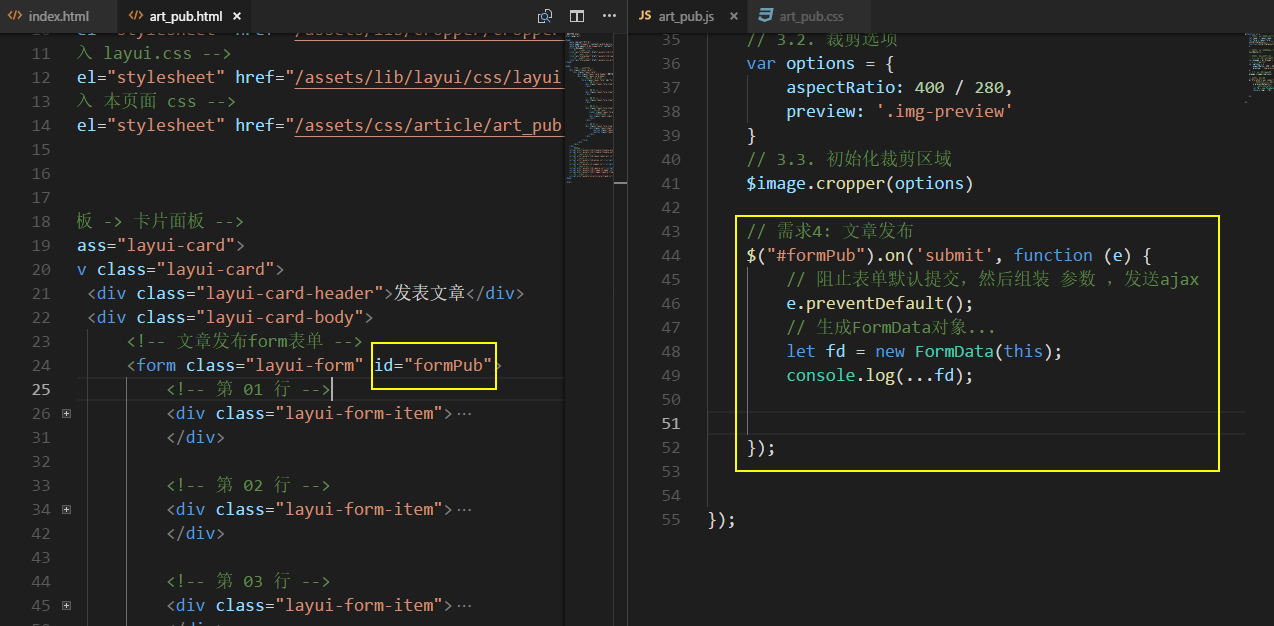 index.html
art_pub.html ×
el="stylesheet" href="/assets/lib/cropper/cropper
11 入 layui.css -->
12 el="stylesheet" href="/assets/lib/layui/css/layui
13 入 本页面 css -->
14 el="stylesheet" href="/assets/css/article/art_pub
15
16
17
18 板 -> 卡片面板 -->
19 ass="layui-card">
20 v class="layui-card">
21 <div class="layui-card-header">发表文章</div>
22 <div class="layui-card-body">
23 <!-- 文章发布form表单 -->
24 <form class="layui-form" id="formPub">
25 <!-- 第 01 行 -->
26 <div class="layui-form-item">···
31 </div>
32
33 <!-- 第 02 行 -->
34 <div class="layui-form-item">···
42 </div>
43
44 <!-- 第 03 行 -->
45 <div class="layui-form-item">···
JS art_pub.js ×
art_pub.css
35 // 3.2. 裁剪选项
36 var options = {
37 aspectRatio: 400 / 280,
38 preview: '.img-preview'
39 }
40 // 3.3. 初始化裁剪区域
41 $image.cropper(options)
42
43 // 需求4: 文章发布
44 $("#formPub").on('submit', function (e) {
45 // 阻止表单默认提交，然后组装 参数 ，发送ajax
46 e.preventDefault();
47 // 生成FormData对象...
48 let fd = new FormData(this);
49 console.log(...fd);
50
51
52 });
53
54
55 });